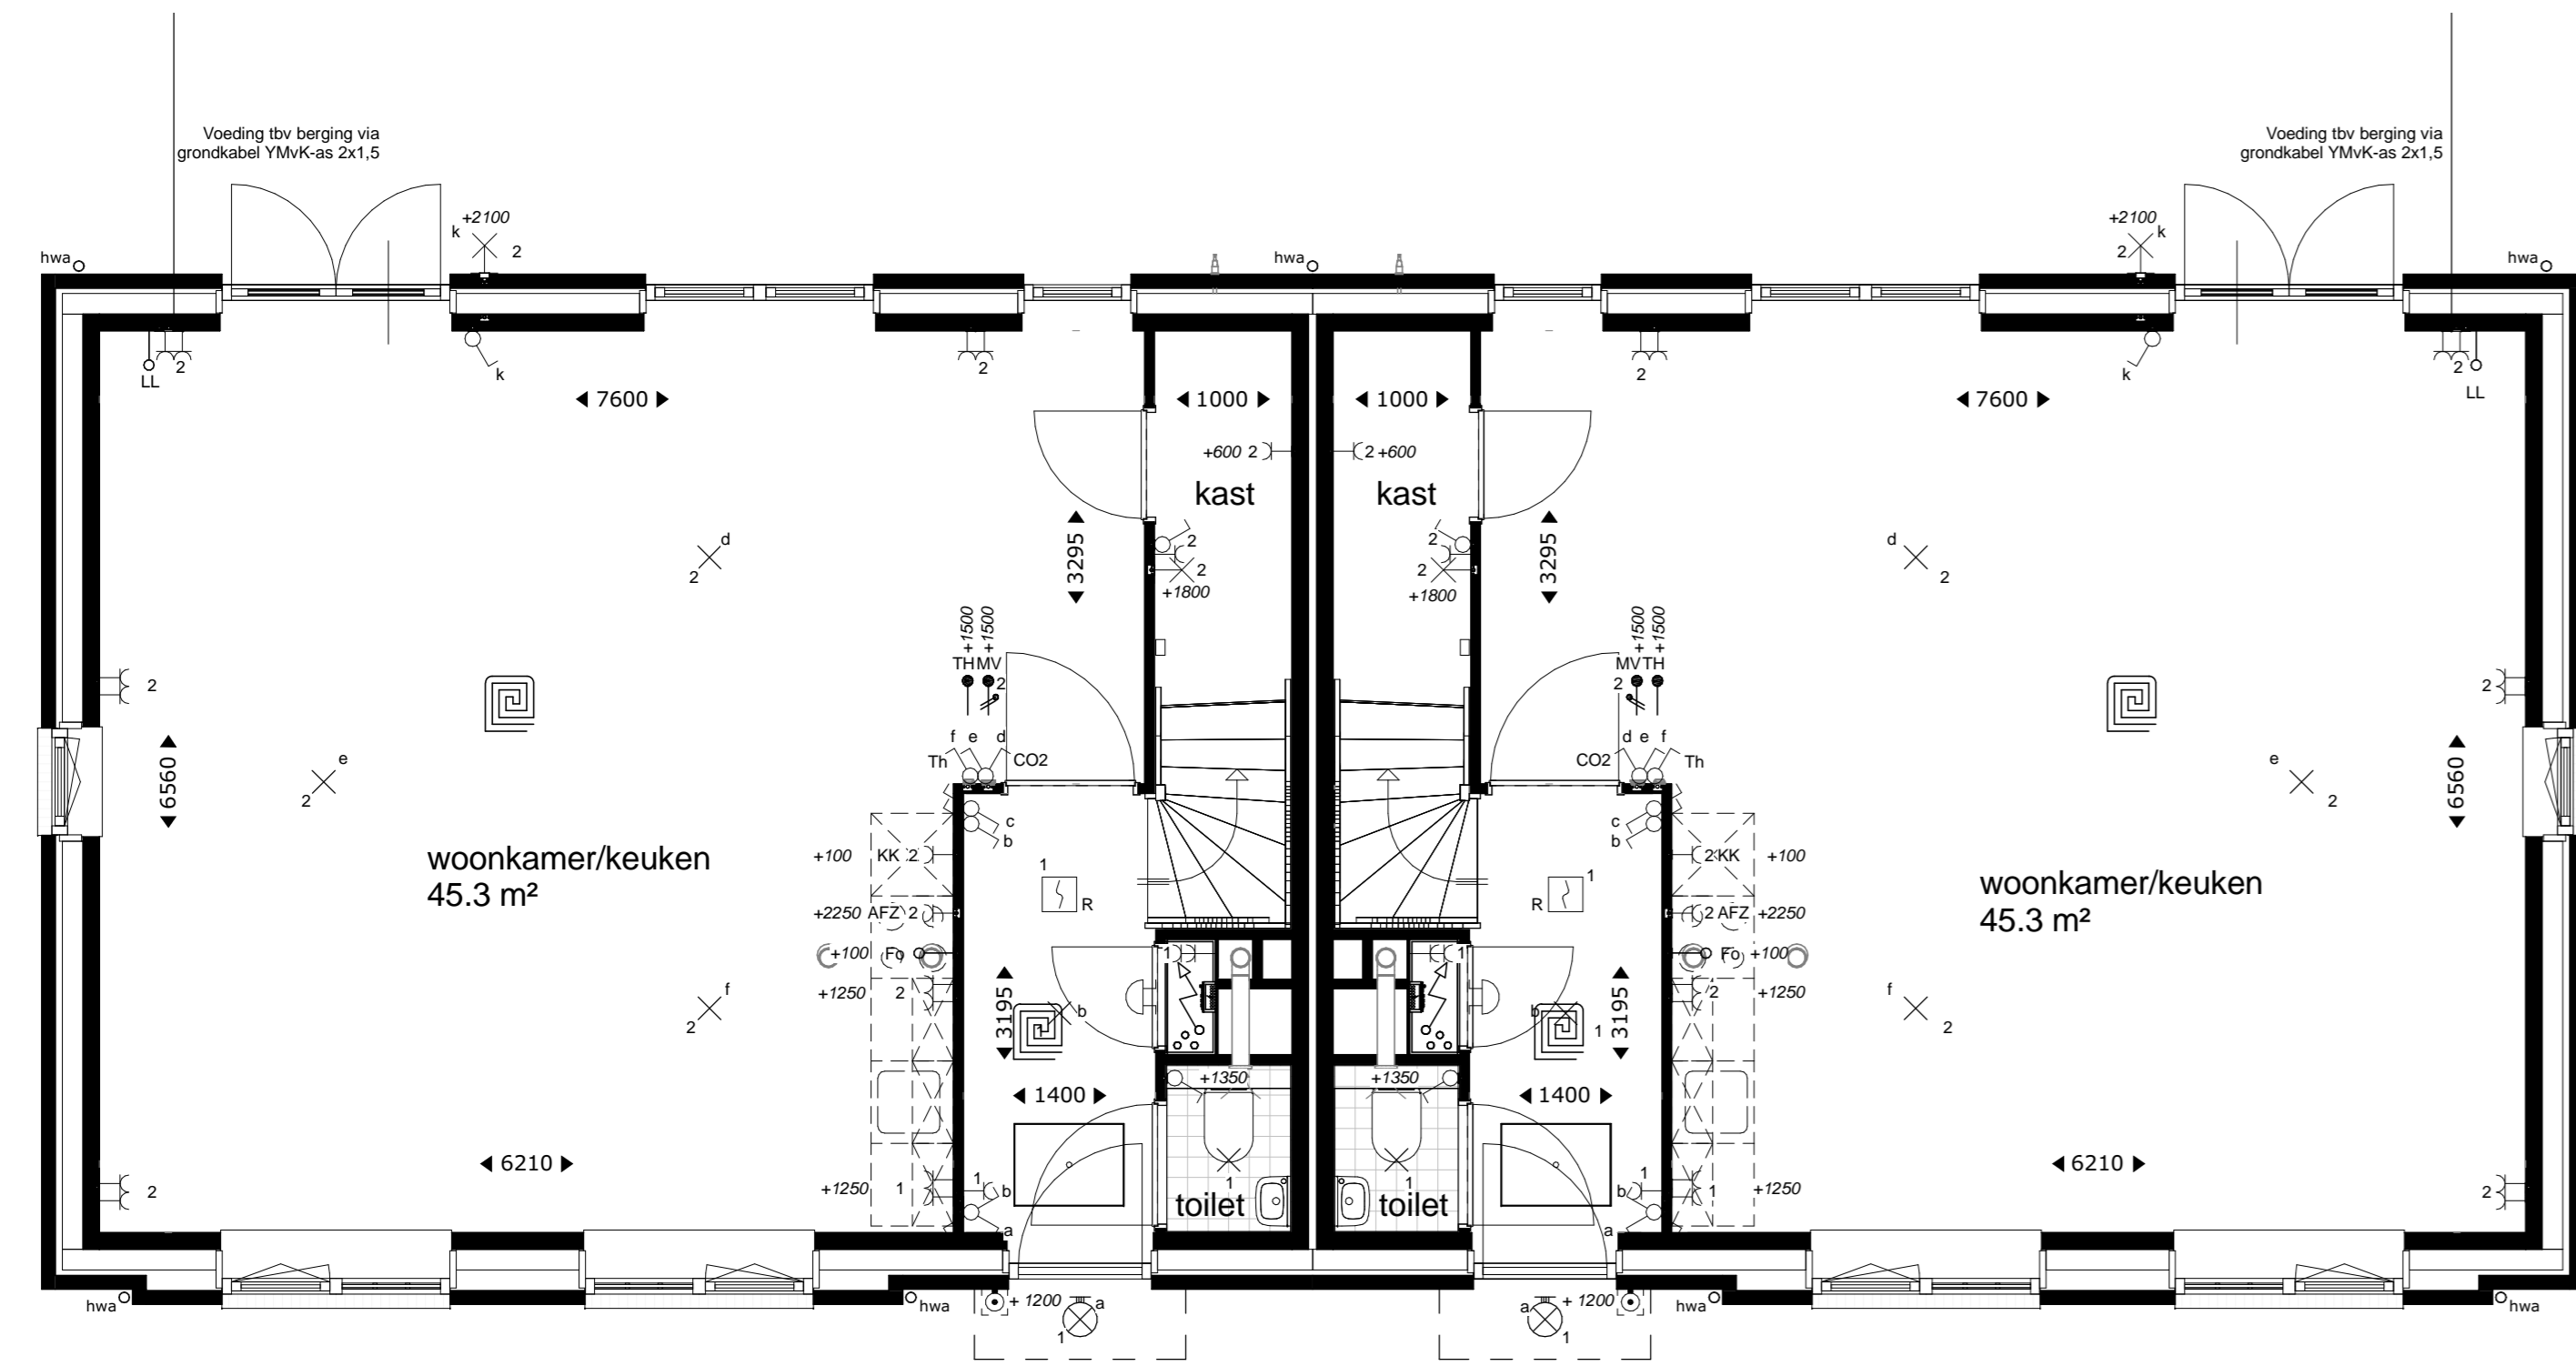 Voeding tbv berging via
grondkabel YMvK-as 2x1,5
Voeding tbv berging via
grondkabel YMvK-as 2x1,5
+2100
k
2
+2100
k
2
hwa
hwa
hwa
LL
2
k
2
2
k
2
LL
7600
1000
1000
7600
+600 2
2 +600
kast
kast
3295
3295
d
2
2
2
+1800
2
2
+1800
d
2
+1500
+1500
TH MV
2
+1500
+1500
MV TH
2
2
2
6560
e
2
f e d
Th
CO2
d e f
CO2
Th
e
2
6560
c
b
c
b
woonkamer/keuken
45.3 m²
woonkamer/keuken
45.3 m²
+100 KK 2
2 KK +100
1
R
1
R
+2250 AFZ 2
2 AFZ +2250
+100 Fo
1
1
Fo +100
+1250 2
2 +1250
f
2
3195
b
1
b
1
3195
f
2
+1350
+1350
1400
1400
6210
6210
2
+1250 1
1
b
a
1
toilet
1
toilet
1
b
a
1 +1250
2
hwa
hwa
+ 1200
a
1
a
1
+ 1200
hwa
hwa